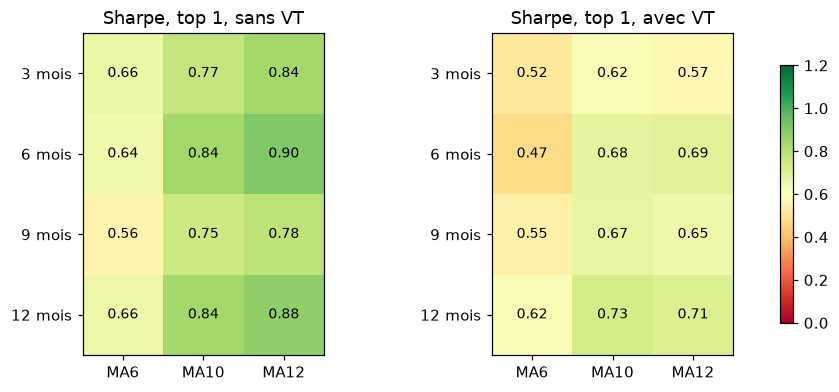 Sharpe, top 1, sans VT
3 mois 0.66 0.77 0.84
6 mois 0.64 0.84 0.90
9 mois 0.56 0.75 0.78
12 mois 0.66 0.84 0.88
MA6 MA10 MA12
Sharpe, top 1, avec VT
3 mois 0.52 0.62 0.57
6 mois 0.47 0.68 0.69
9 mois 0.55 0.67 0.65
12 mois 0.62 0.73 0.71
MA6 MA10 MA12
1.2
1.0
0.8
0.6
0.4
0.2
0.0